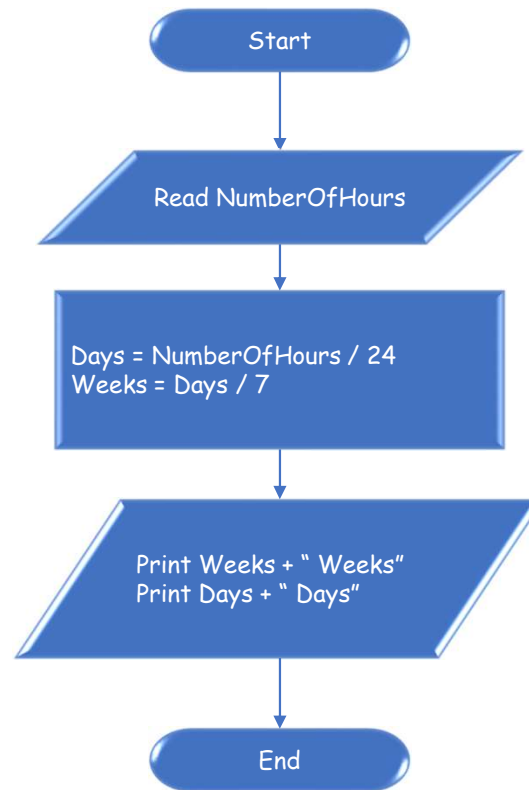 Start
Read NumberOfHours
Days = NumberOfHours / 24
Weeks = Days / 7
Print Weeks + “ Weeks”
Print Days + “ Days”
End